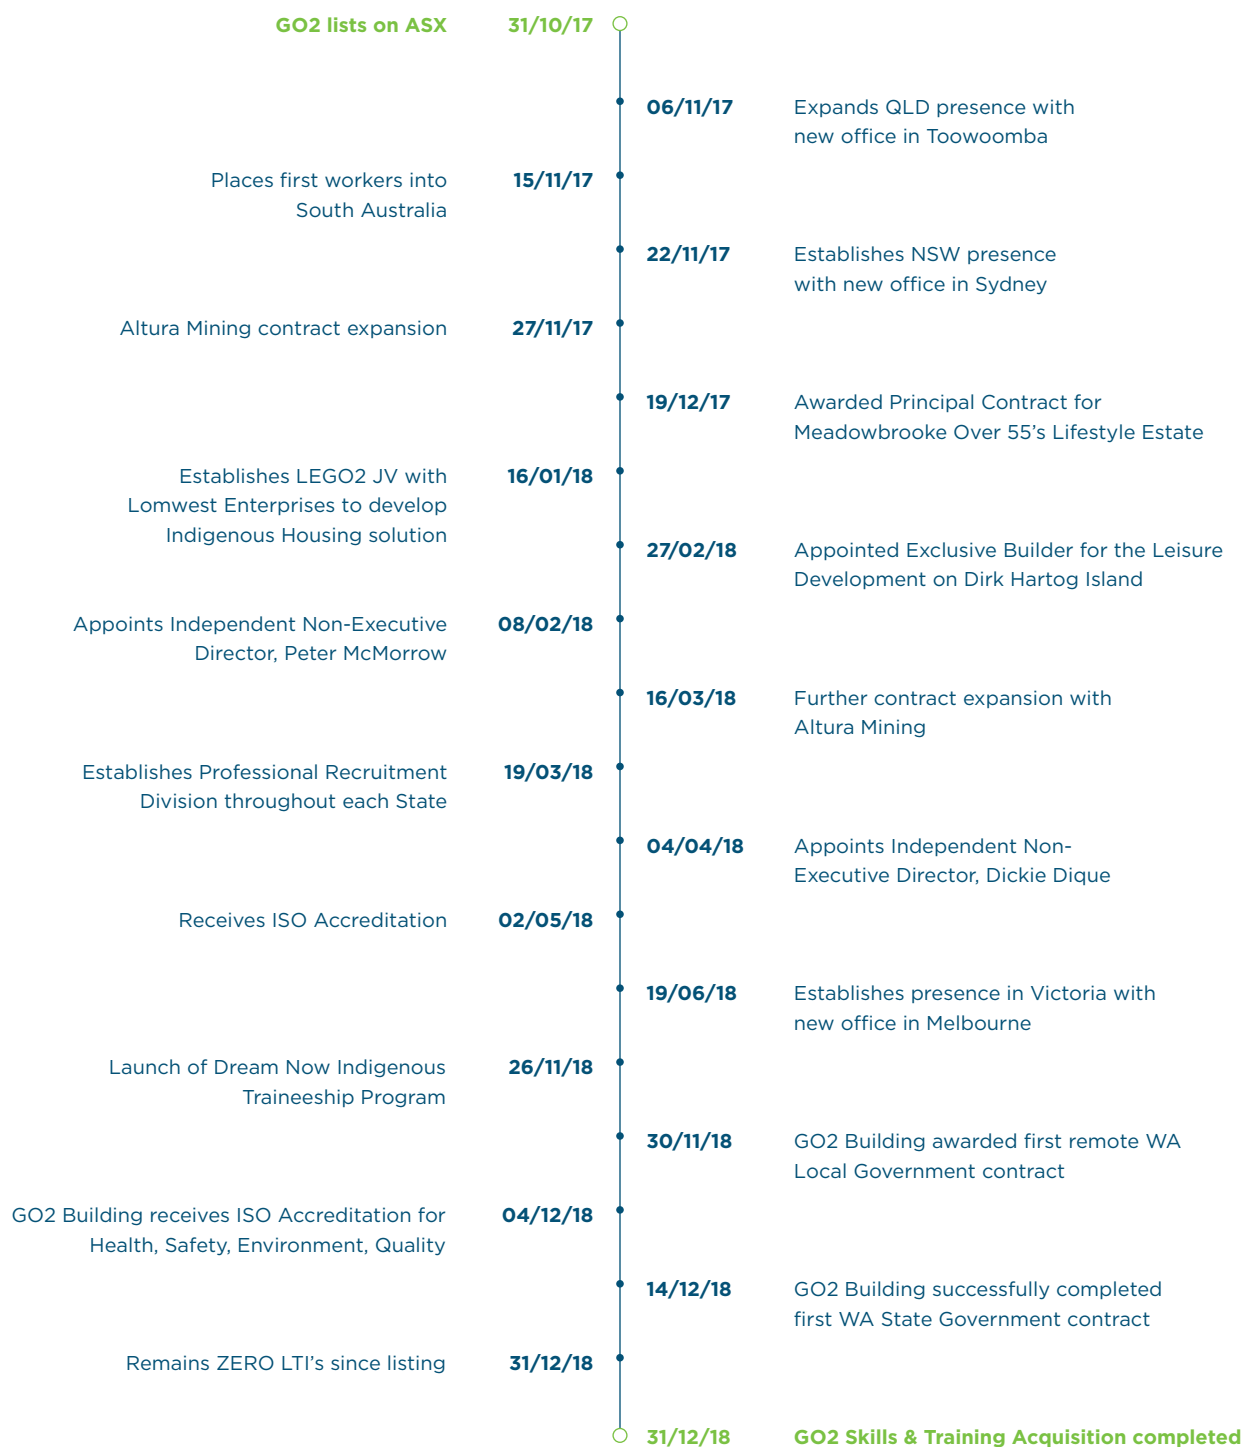 GO2 lists on ASX 31/10/17
06/11/17 Expands QLD presence with
new office in Toowoomba
Places first workers into 15/11/17
South Australia
22/11/17 Establishes NSW presence
with new office in Sydney
Altura Mining contract expansion 27/11/17
19/12/17 Awarded Principal Contract for
Meadowbrooke Over 55’s Lifestyle Estate
Establishes LEGO2 JV with 16/01/18
Lomwest Enterprises to develop
Indigenous Housing solution
27/02/18 Appointed Exclusive Builder for the Leisure
Development on Dirk Hartog Island
Appoints Independent Non-Executive 08/02/18
Director, Peter McMorrow
16/03/18 Further contract expansion with
Altura Mining
Establishes Professional Recruitment 19/03/18
Division throughout each State
04/04/18 Appoints Independent Non-
Executive Director, Dickie Dique
Receives ISO Accreditation 02/05/18
19/06/18 Establishes presence in Victoria with
new office in Melbourne
Launch of Dream Now Indigenous 26/11/18
Traineeship Program
30/11/18 GO2 Building awarded first remote WA
Local Government contract
GO2 Building receives ISO Accreditation for 04/12/18
Health, Safety, Environment, Quality
14/12/18 GO2 Building successfully completed
first WA State Government contract
Remains ZERO LTI’s since listing 31/12/18
31/12/18 GO2 Skills & Training Acquisition completed